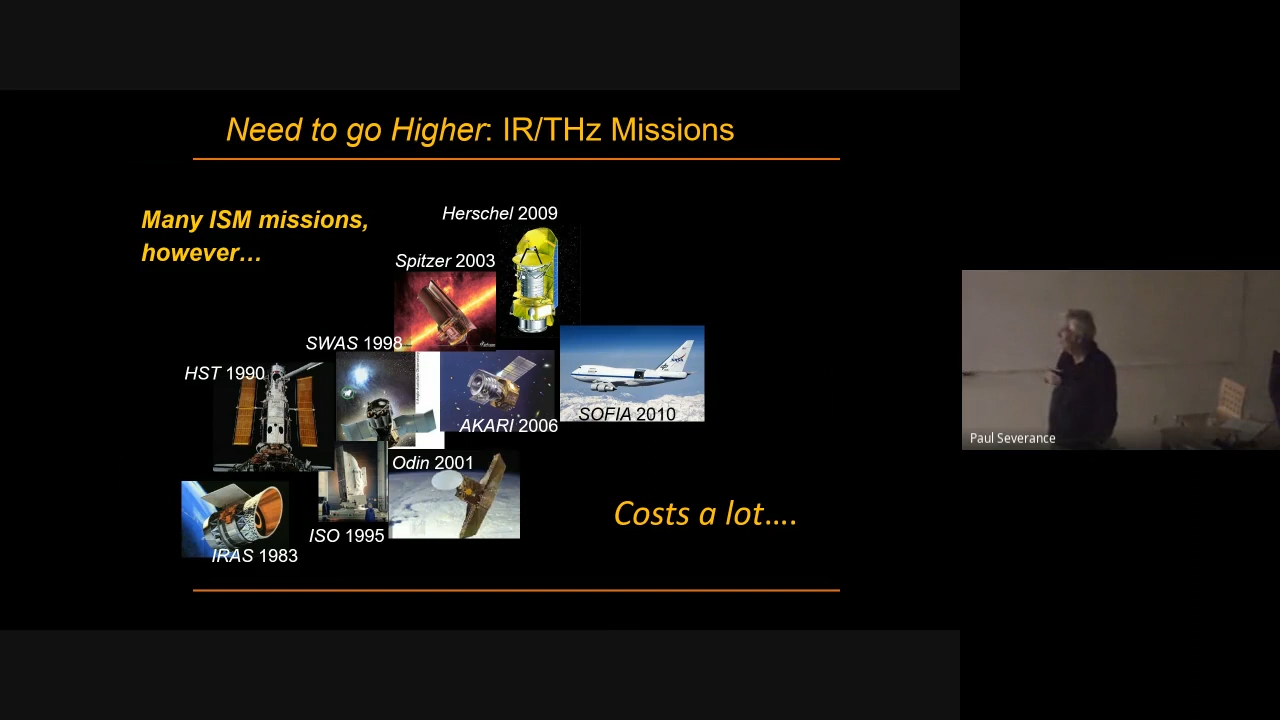 Need to go Higher: IR/THz Missions
Many ISM missions,
however…
Herschel 2009
Spitzer 2003
SWAS 1998
HST 1990
SOFIA 2010
AKARI 2006
Odin 2001
ISO 1995
IRAS 1983
Costs a lot….
NASA
Paul Severance